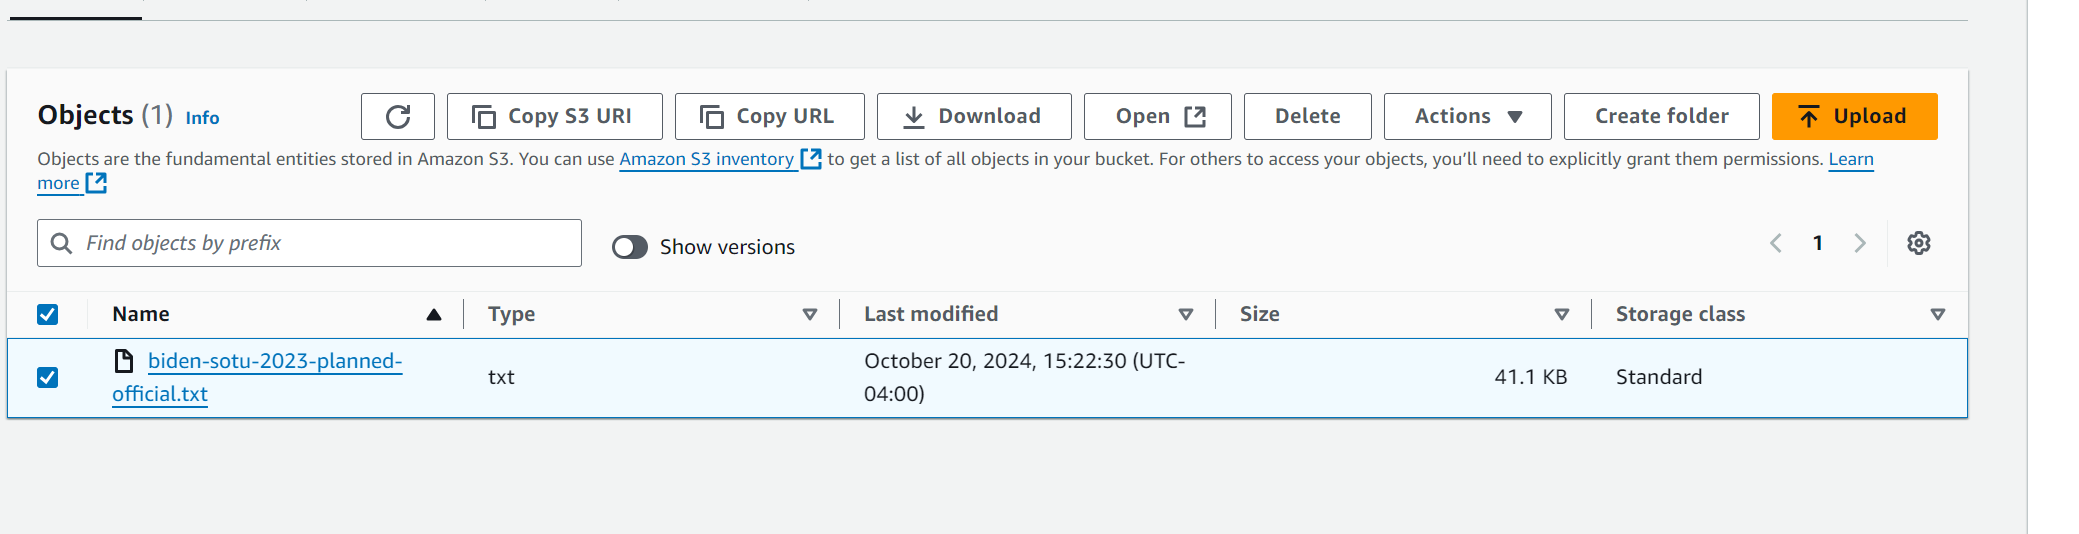 Objects (1) Info Copy S3 URI Copy URL Download Open Delete Actions Create folder Upload
Objects are the fundamental entities stored in Amazon S3. You can use Amazon S3 inventory to get a list of all objects in your bucket. For others to access your objects, you’ll need to explicitly grant them permissions. Learn
more
Find objects by prefix Show versions 1
Name Type Last modified Size Storage class
biden-sotu-2023-planned-
official.txt txt October 20, 2024, 15:22:30 (UTC-
04:00) 41.1 KB Standard